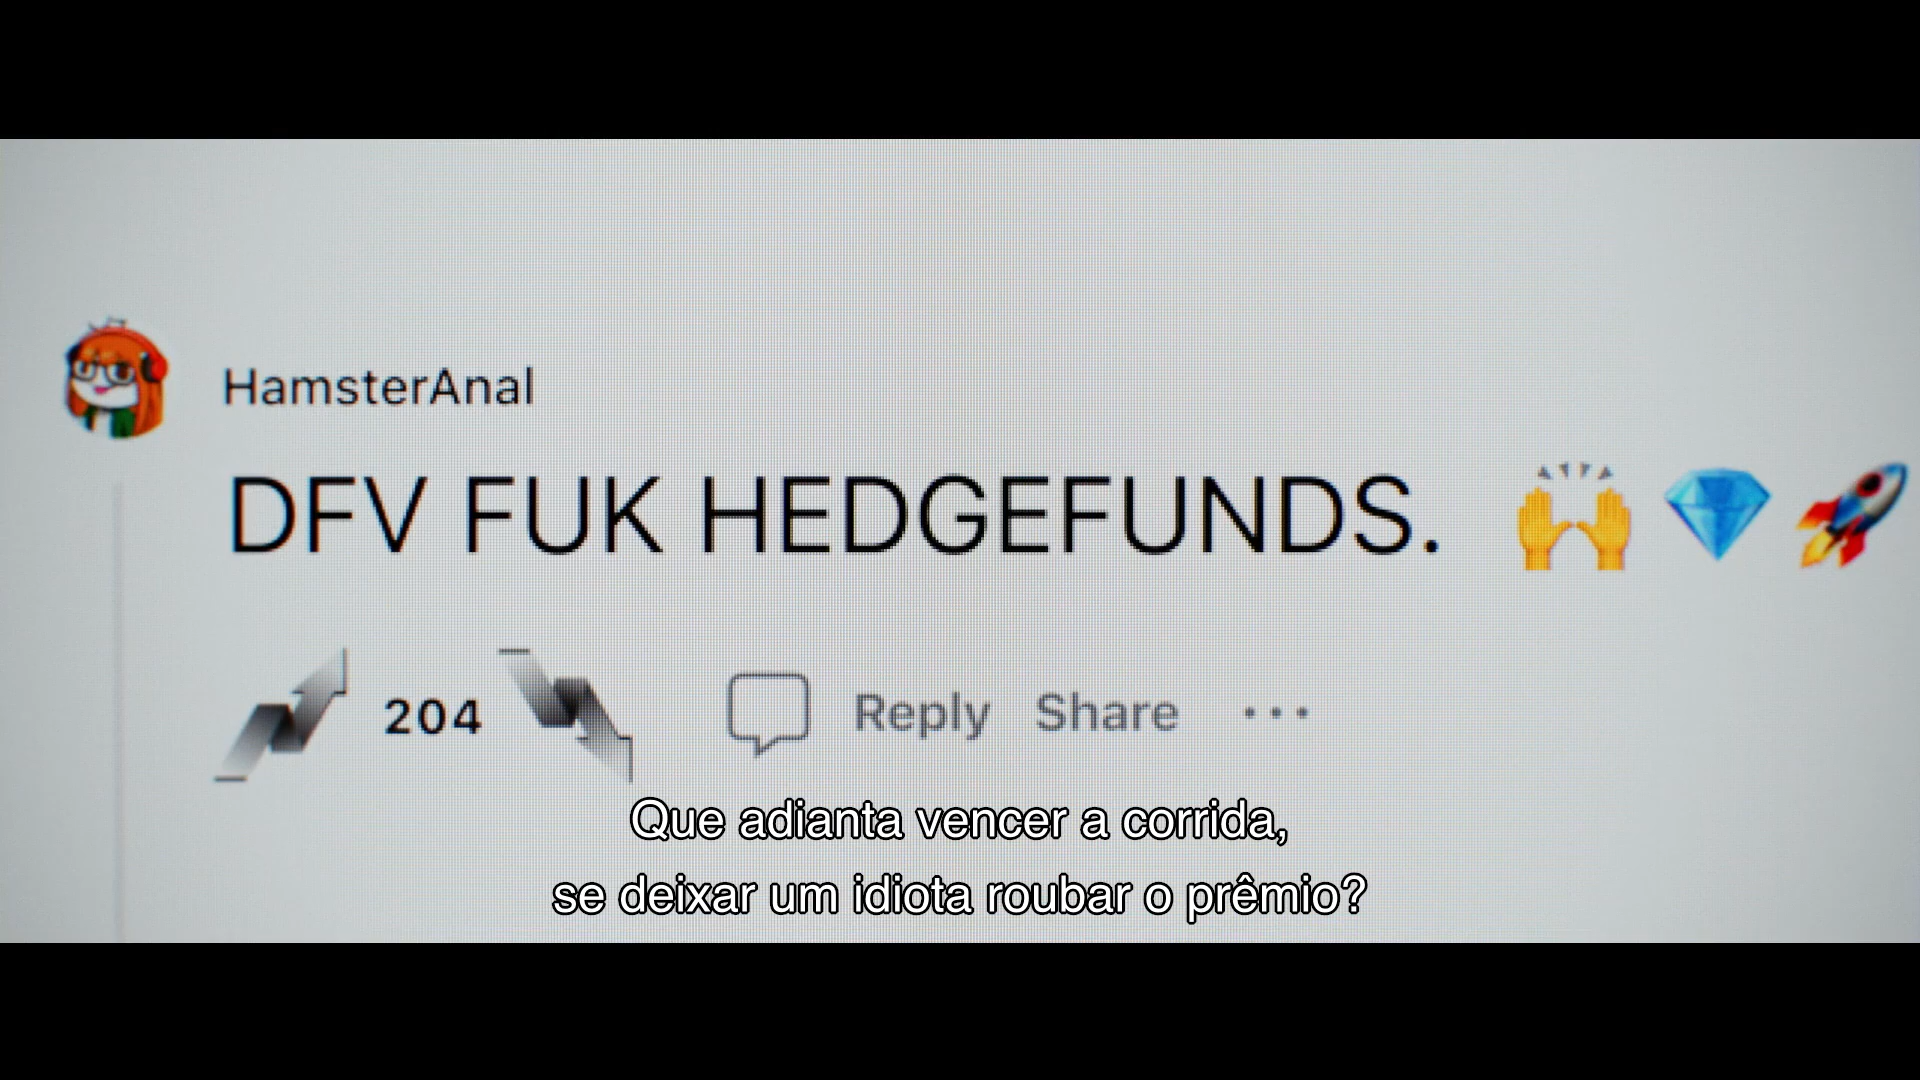 HamsterAnal
DFV FUK HEDGEFUNDS. 🙌 💎 🚀
204 Reply Share ...
Que adianta vencer a corrida,
se deixar um idiota roubar o prêmio?